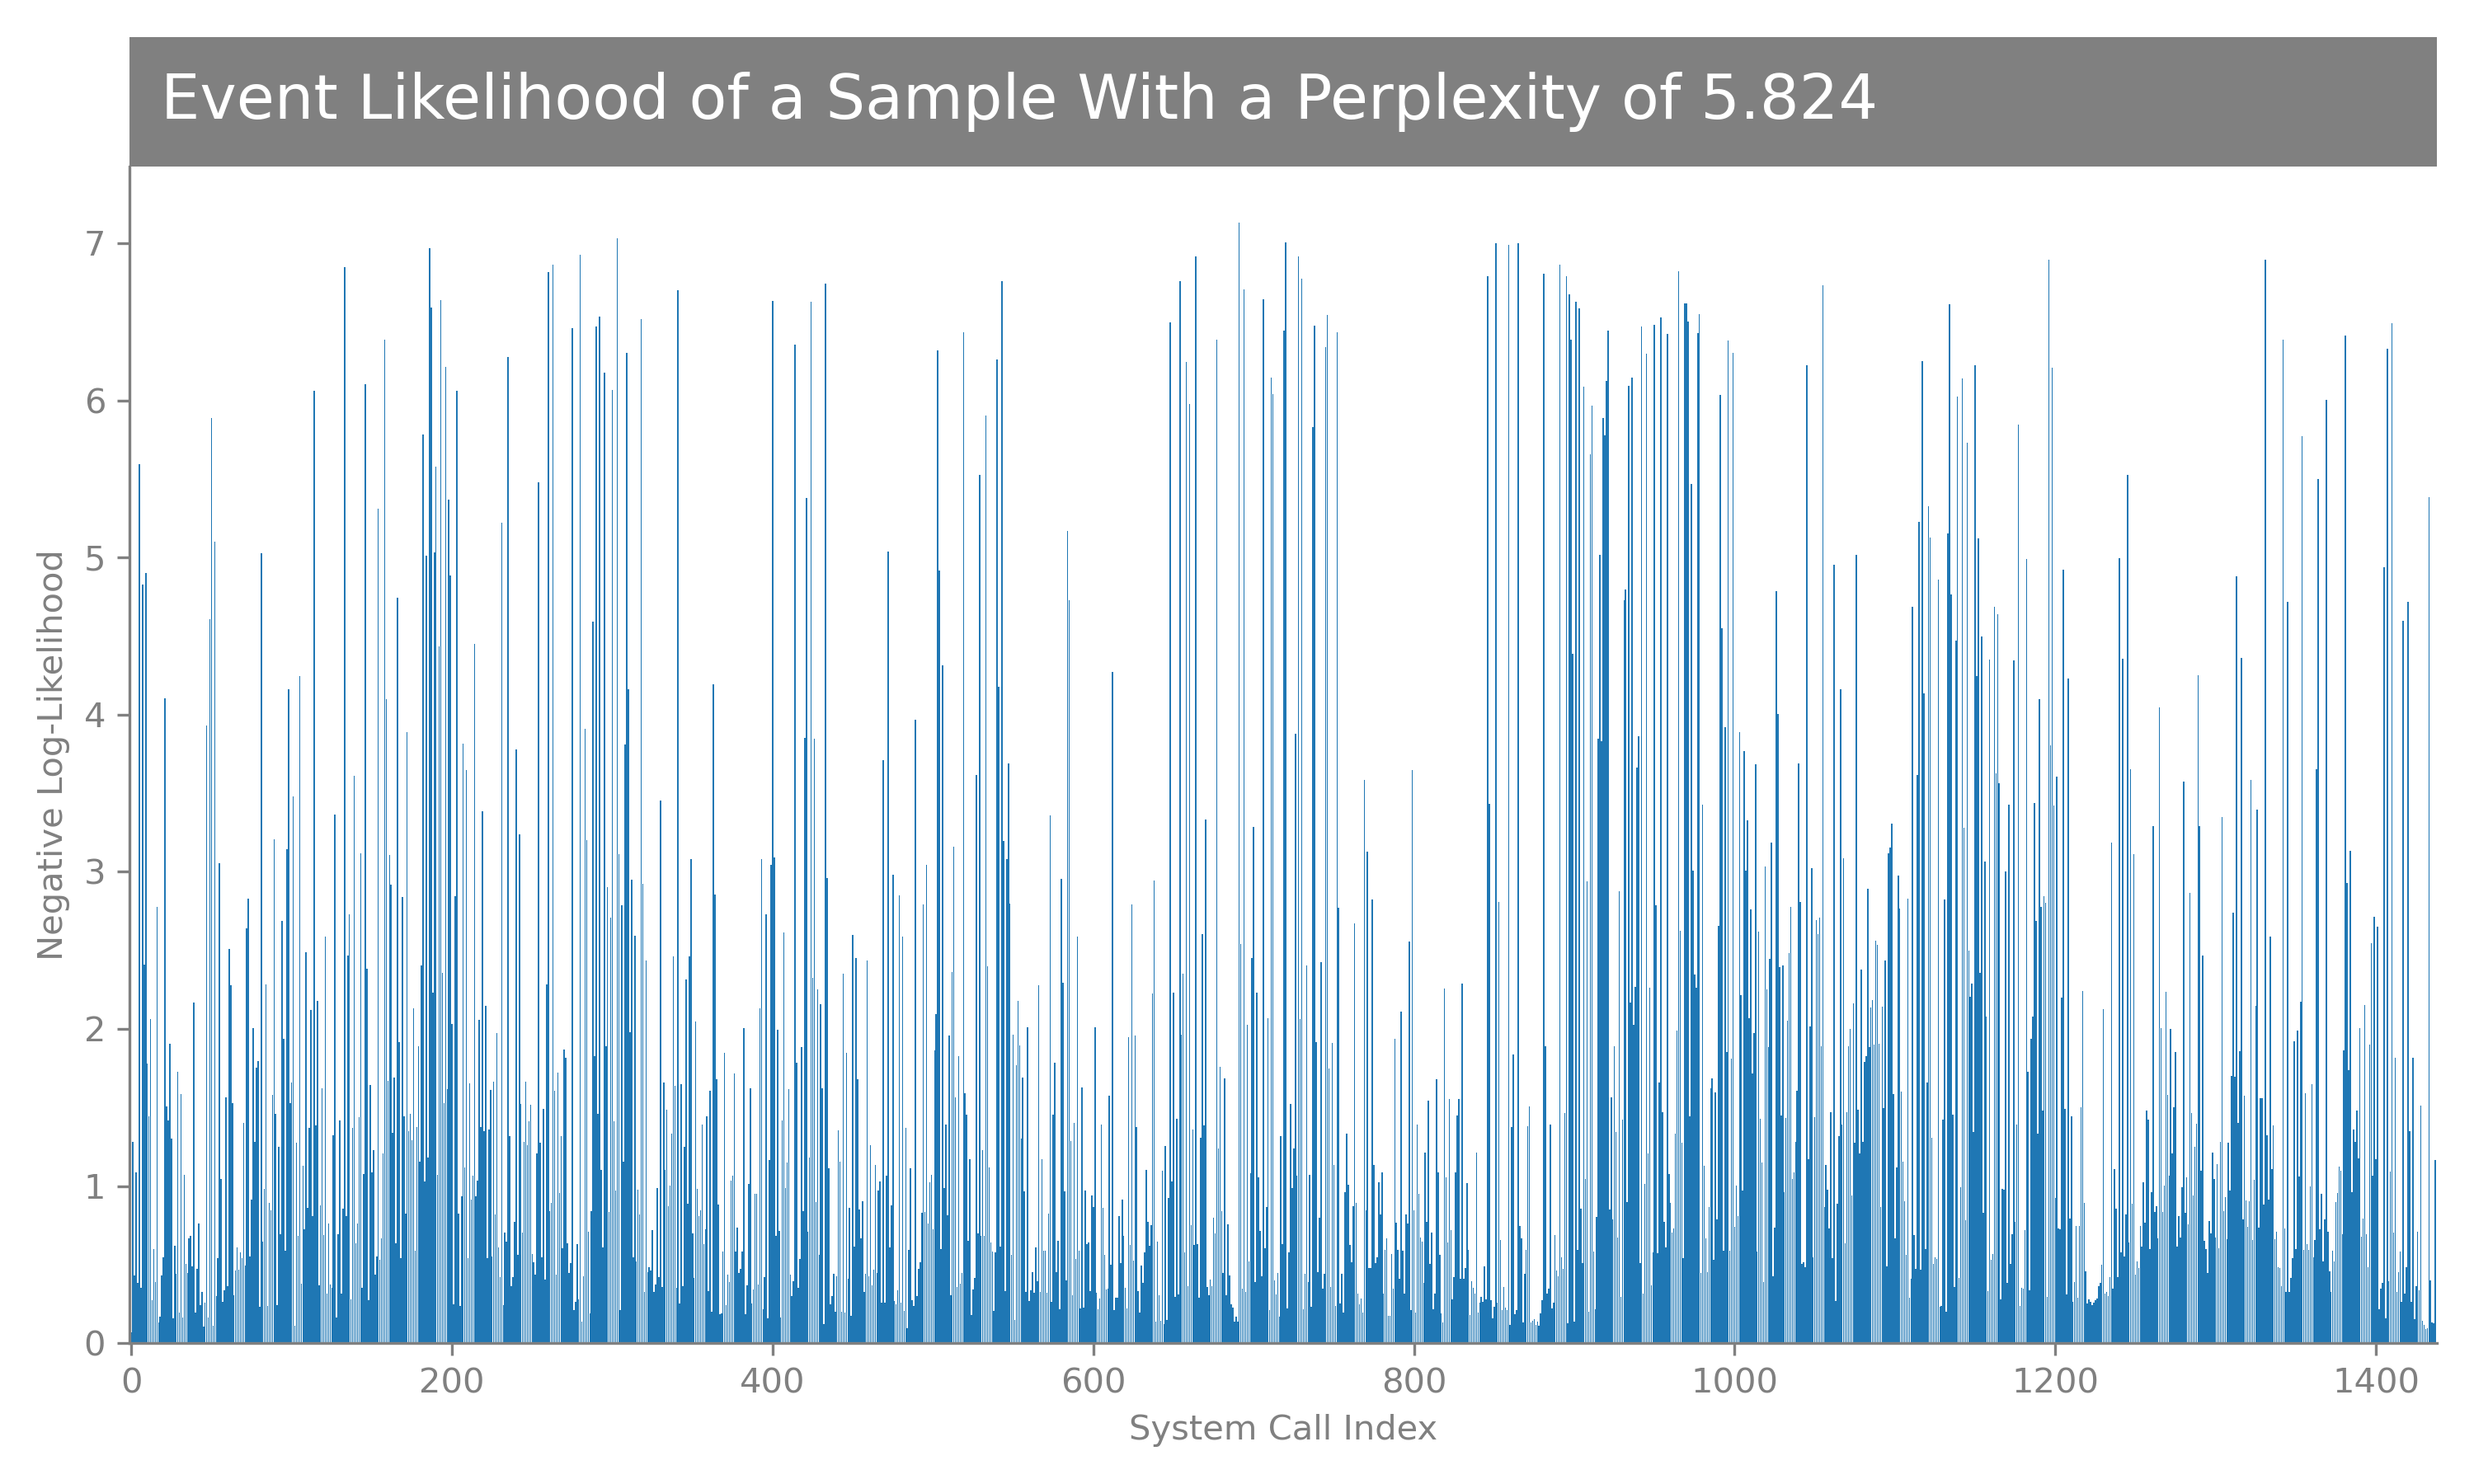 Event Likelihood of a Sample With a Perplexity of 5.824
7
6
5
4
3
2
1
0
Negative Log-Likelihood
0 200 400 600 800 1000 1200 1400
System Call Index